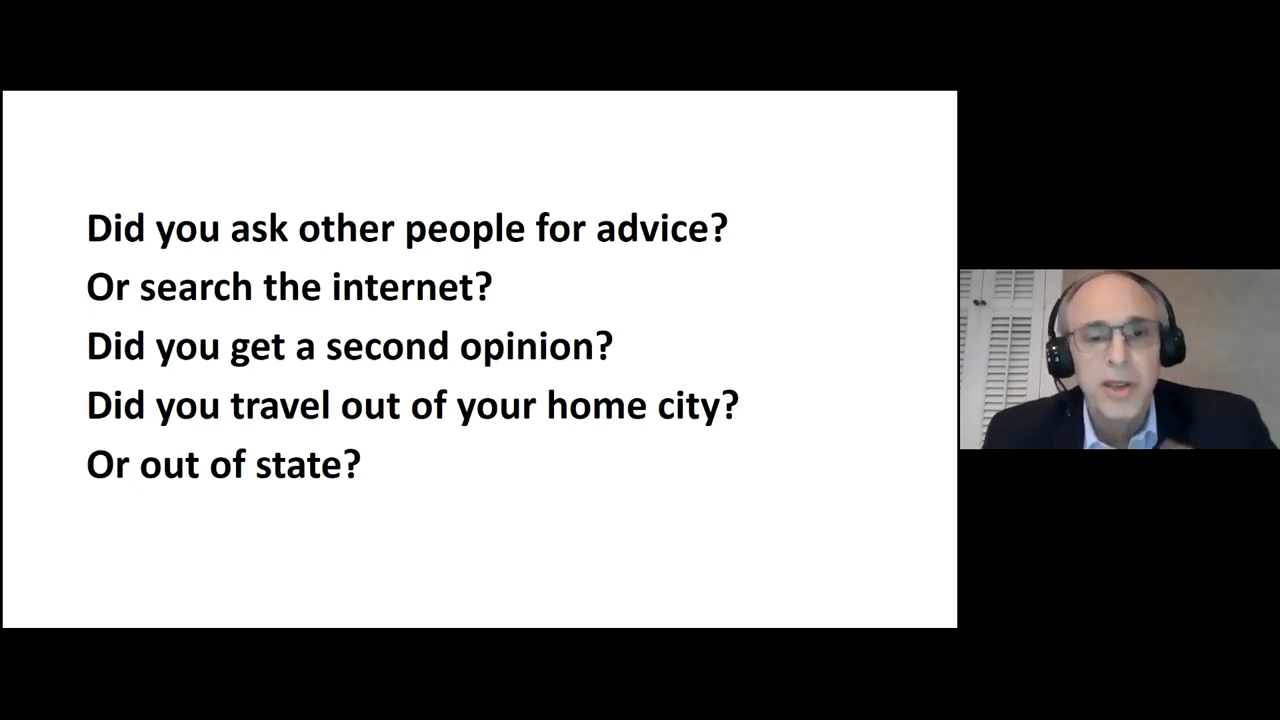 Did you ask other people for advice?
Or search the internet?
Did you get a second opinion?
Did you travel out of your home city?
Or out of state?